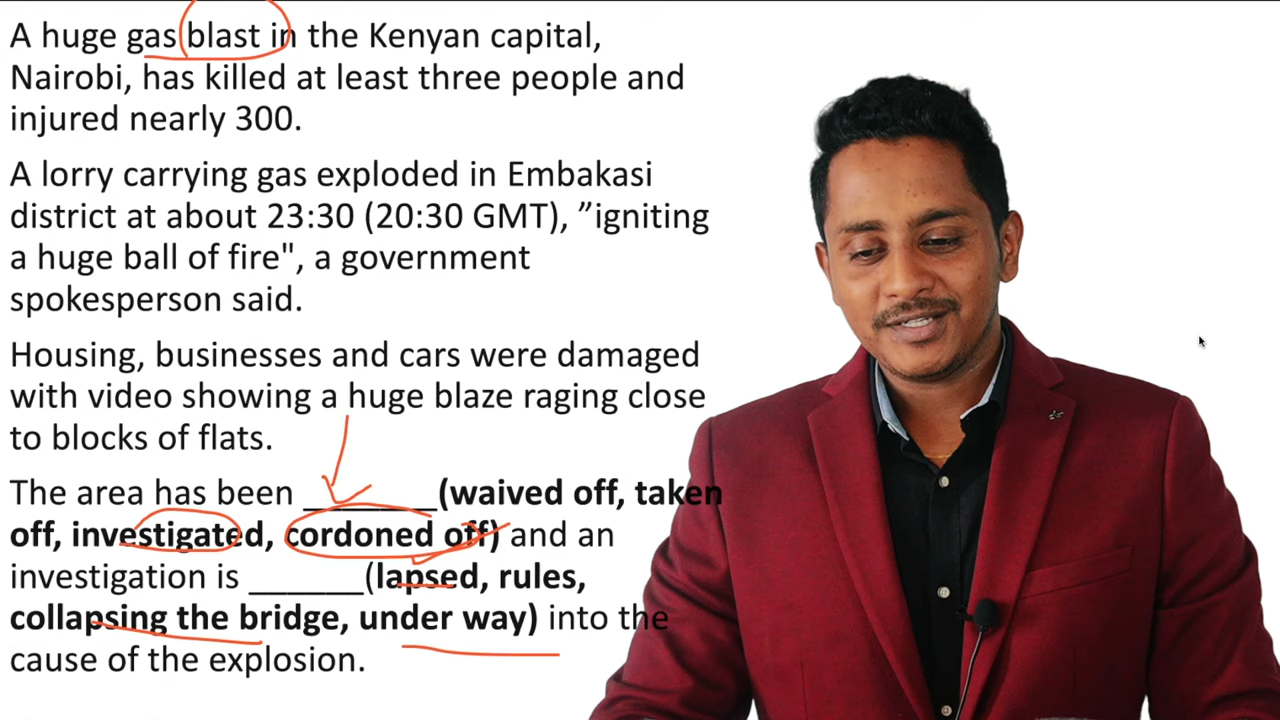 A huge gas blast in the Kenyan capital,
Nairobi, has killed at least three people and
injured nearly 300.
A lorry carrying gas exploded in Embakasi
district at about 23:30 (20:30 GMT), ”igniting
a huge ball of fire", a government
spokesperson said.
Housing, businesses and cars were damaged
with video showing a huge blaze raging close
to blocks of flats.
The area has been _______(waived off, taken
off, investigated, cordoned off) and an
investigation is ______(lapsed, rules,
collapsing the bridge, under way) into the
cause of the explosion.